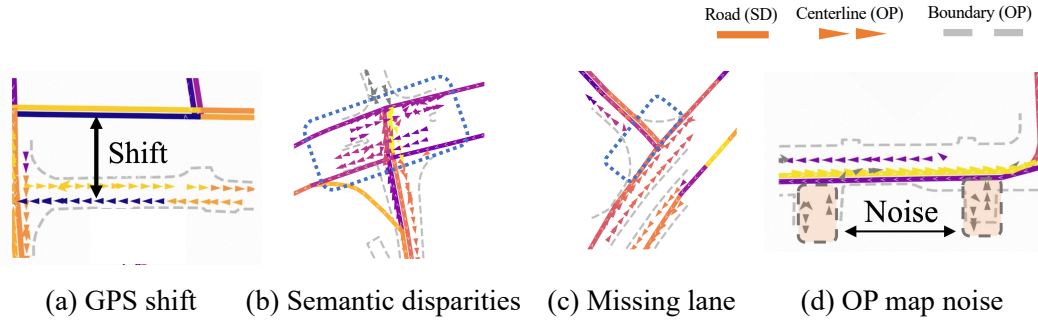 Road (SD) Centerline (OP) Boundary (OP)
Shift
Noise
(a) GPS shift (b) Semantic disparities (c) Missing lane (d) OP map noise